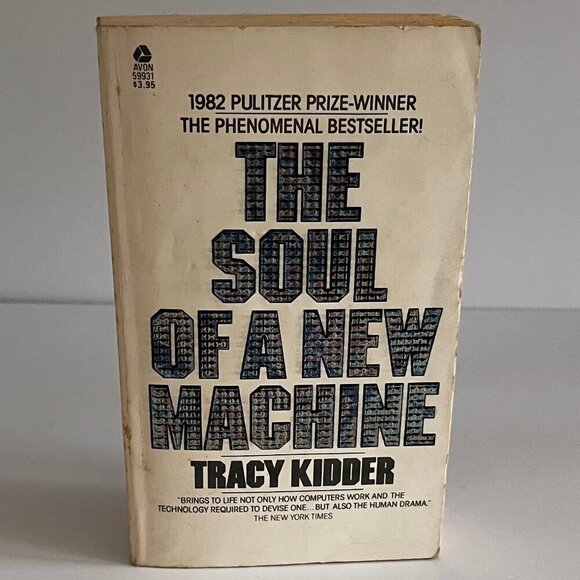 AVON
59931
$3.95
1982 PULITZER PRIZE-WINNER
THE PHENOMENAL BESTSELLER!
THE
SOUL
OF A NEW
MACHINE
TRACY KIDDER
"BRINGS TO LIFE NOT ONLY HOW COMPUTERS WORK AND THE
TECHNOLOGY REQUIRED TO DEVISE ONE...BUT ALSO THE HUMAN DRAMA."
THE NEW YORK TIMES